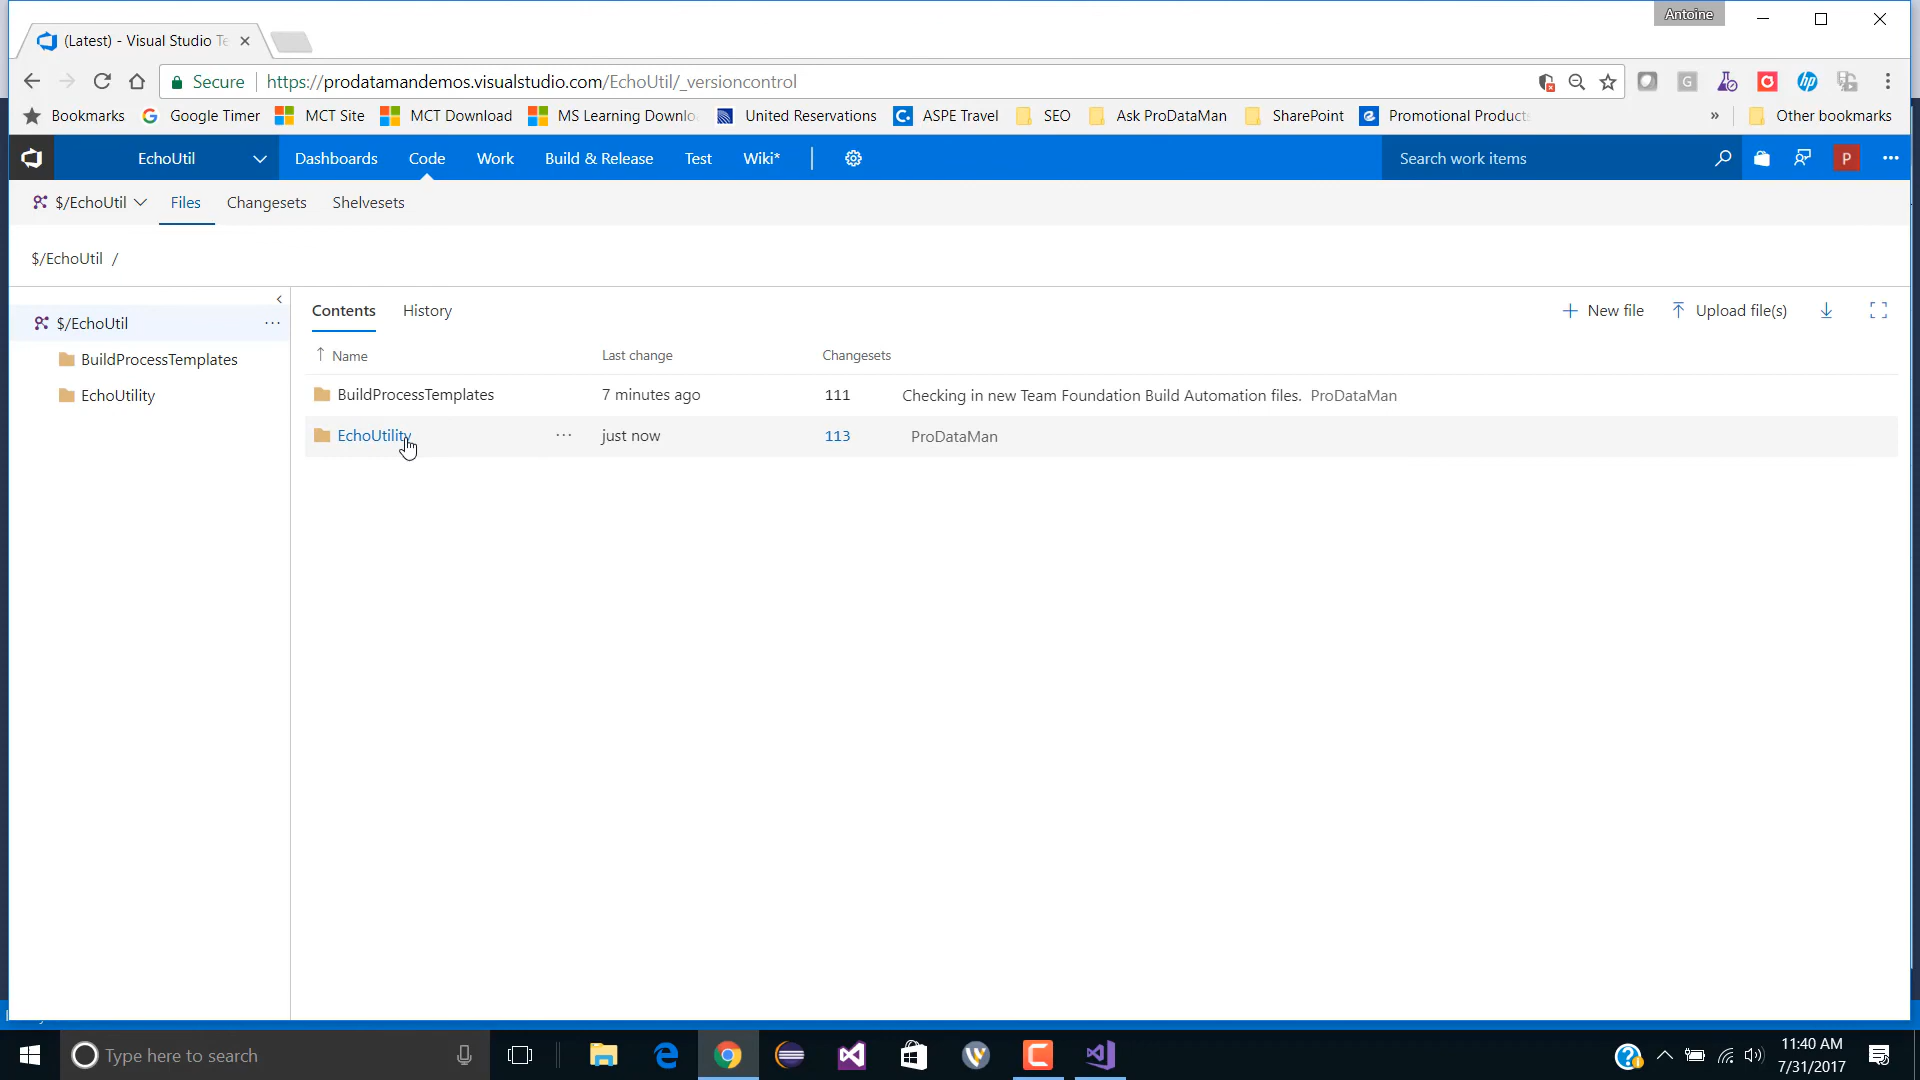 Antoine
(Latest) - Visual Studio Te
Secure https://prodatamandemos.visualstudio.com/EchoUtil/_versioncontrol
Bookmarks Google Timer MCT Site MCT Download MS Learning Downlo United Reservations ASPE Travel SEO Ask ProDataMan SharePoint Promotional Products » Other bookmarks
EchoUtil Dashboards Code Work Build & Release Test Wiki* Search work items P
$/EchoUtil Files Changesets Shelvesets
$/EchoUtil /
Contents History New file Upload file(s)
$/EchoUtil
BuildProcessTemplates
EchoUtility
Name Last change Changesets
BuildProcessTemplates 7 minutes ago 111 Checking in new Team Foundation Build Automation files. ProDataMan
EchoUtility just now 113 ProDataMan
Type here to search
11:40 AM
7/31/2017